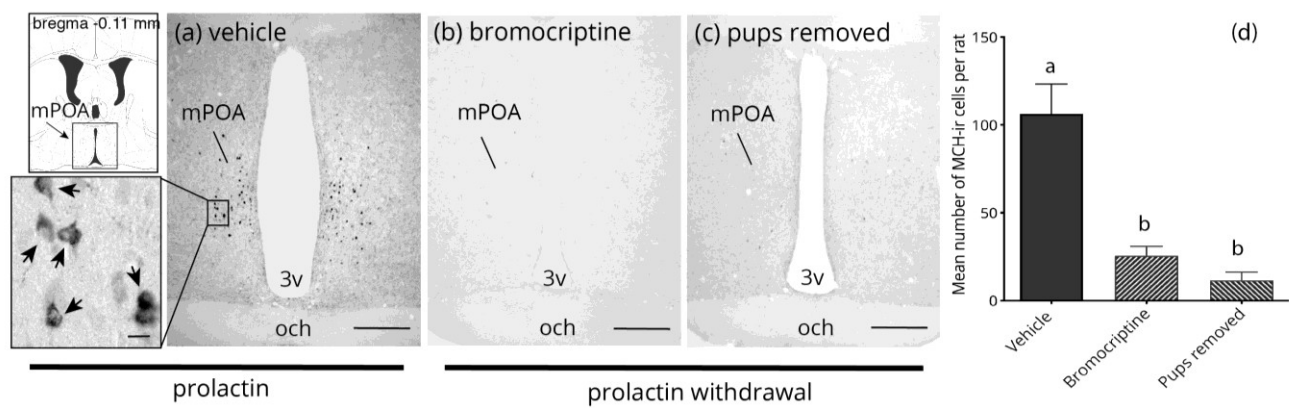 bregma -0.11 mm
mPOA
(a) vehicle
mPOA
3v
och
(b) bromocriptine
mPOA
3v
och
(c) pups removed
mPOA
3v
och
prolactin
prolactin withdrawal
(d)
Mean number of MCH-ir cells per rat
150
100
50
0
a
b
b
Vehicle
Bromocriptine
Pups removed